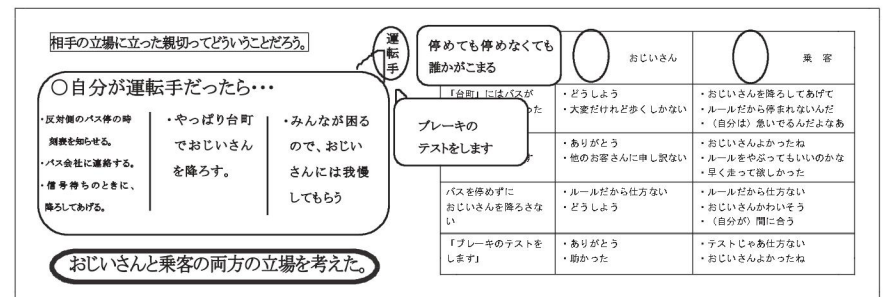 相手の立場に立った親切ってどういうことだろう。
○自分が運転手だったら・・・
・反対側のバス停の時
刻表を知らせる。
・バス会社に連絡する。
・信号待ちのときに、
降ろしてあげる。
・やっぱり台町
でおじいさん
を降ろす。
・みんなが困る
ので、おじい
さんには我慢
してもらう
おじいさんと乗客の両方の立場を考えた。
運転手
停めても停めなくても
誰かがこまる
ブレーキの
テストをします
おじいさん
乗 客
「台町」にはバスが
った
・どうしよう
・大変だけれど歩くしかない
・おじいさんを降ろしてあげて
・ルールだから停まれないんだ
・（自分は）急いでるんだよなあ
す
・ありがとう
・他のお客さんに申し訳ない
・おじいさんよかったね
・ルールをやぶってもいいのかな
・早く走って欲しかった
バスを停めずに
おじいさんを降ろさな
い
・ルールだから仕方ない
・どうしよう
・ルールだから仕方ない
・おじいさんかわいそう
・（自分が）間に合う
「ブレーキのテストを
します」
・ありがとう
・助かった
・テストじゃあ仕方ない
・おじいさんよかったね